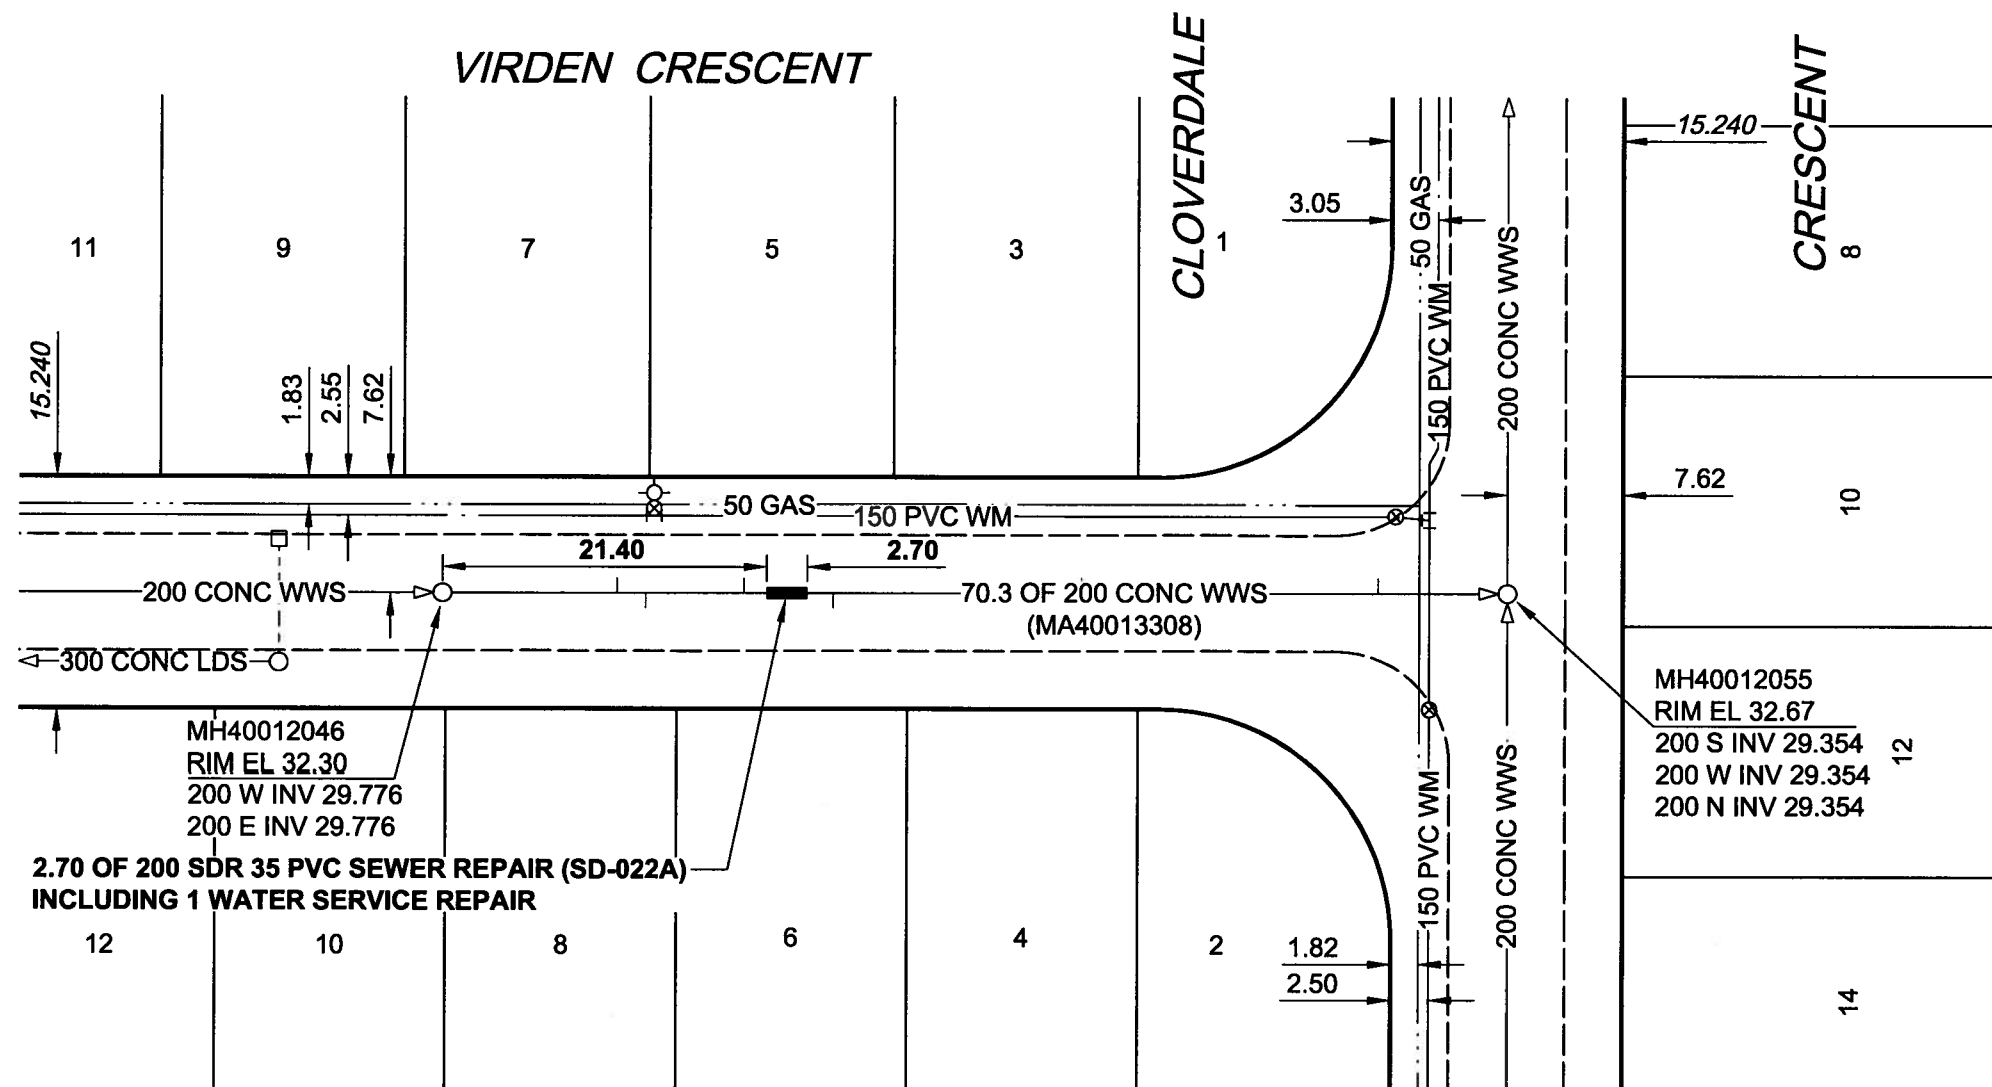 VIRDEN CRESCENT
CLOVERDALE
CRESCENT
15.240
3.05
50 GAS
11
9
7
5
3
1
8
150 PVC WM
200 CONC WWS
15.240
1.83
2.55
7.62
7.62
10
50 GAS
150 PVC WM
21.40
2.70
200 CONC WWS
70.3 OF 200 CONC WWS
(MA40013308)
300 CONC LDS
MH40012046
RIM EL 32.30
200 W INV 29.776
200 E INV 29.776
MH40012055
RIM EL 32.67
200 S INV 29.354
200 W INV 29.354
200 N INV 29.354
12
150 PVC WM
200 CONC WWS
2.70 OF 200 SDR 35 PVC SEWER REPAIR (SD-022A)
INCLUDING 1 WATER SERVICE REPAIR
12
10
8
6
4
2
1.82
2.50
14